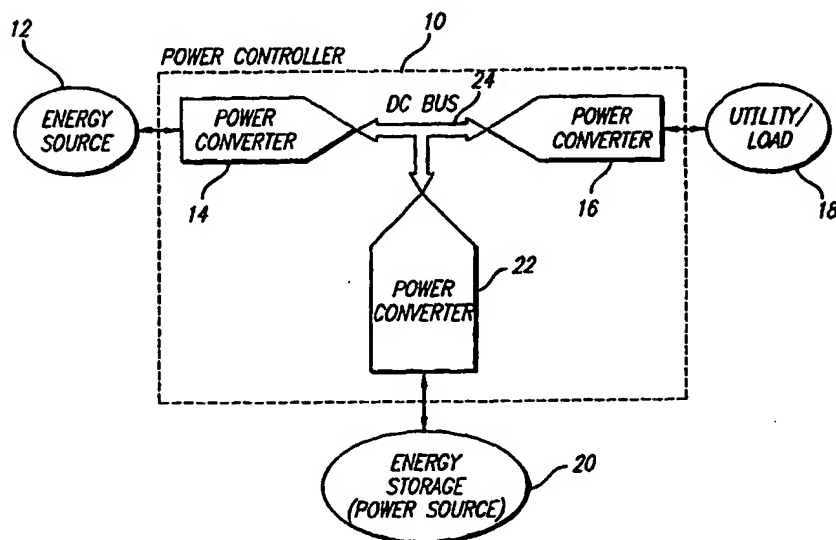 12
POWER CONTROLLER
10
24
ENERGY
SOURCE
POWER
CONVERTER
14
DC BUS
POWER
CONVERTER
16
UTILITY/
LOAD
18
POWER
CONVERTER
22
ENERGY
STORAGE
(POWER SOURCE)
20